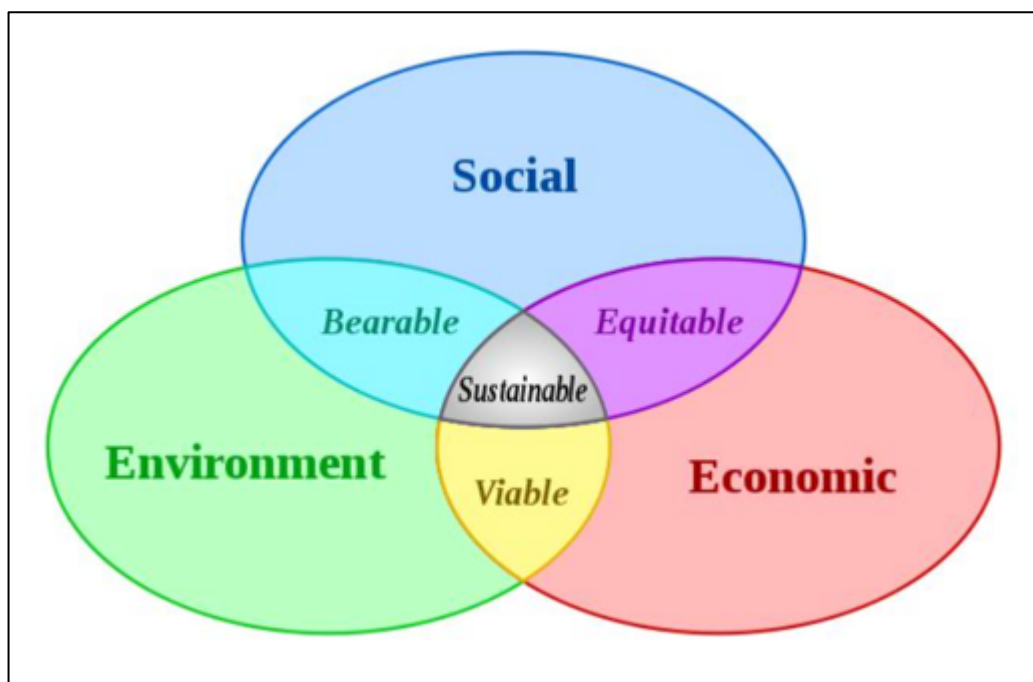 Social
Bearable
Equitable
Sustainable
Environment
Viable
Economic